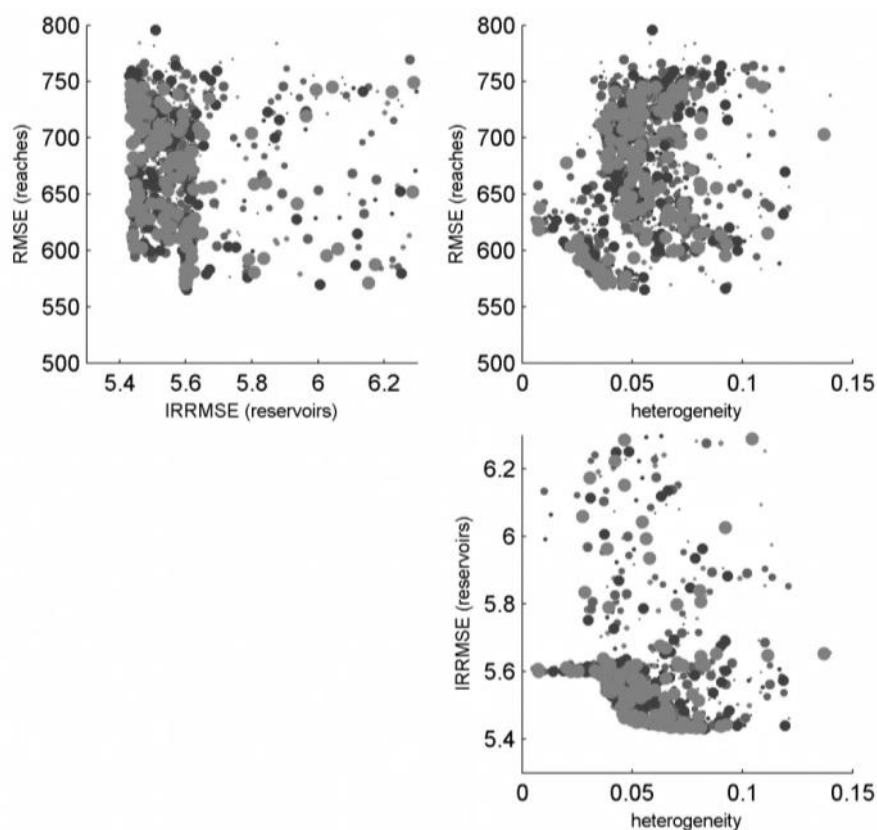 800
750
700
650
600
550
500
RMSE (reaches)
5.4 5.6 5.8 6 6.2
IRRMSE (reservoirs)
800
750
700
650
600
550
500
RMSE (reaches)
0 0.05 0.1 0.15
heterogeneity
6.2
6
5.8
5.6
5.4
IRRMSE (reservoirs)
0 0.05 0.1 0.15
heterogeneity